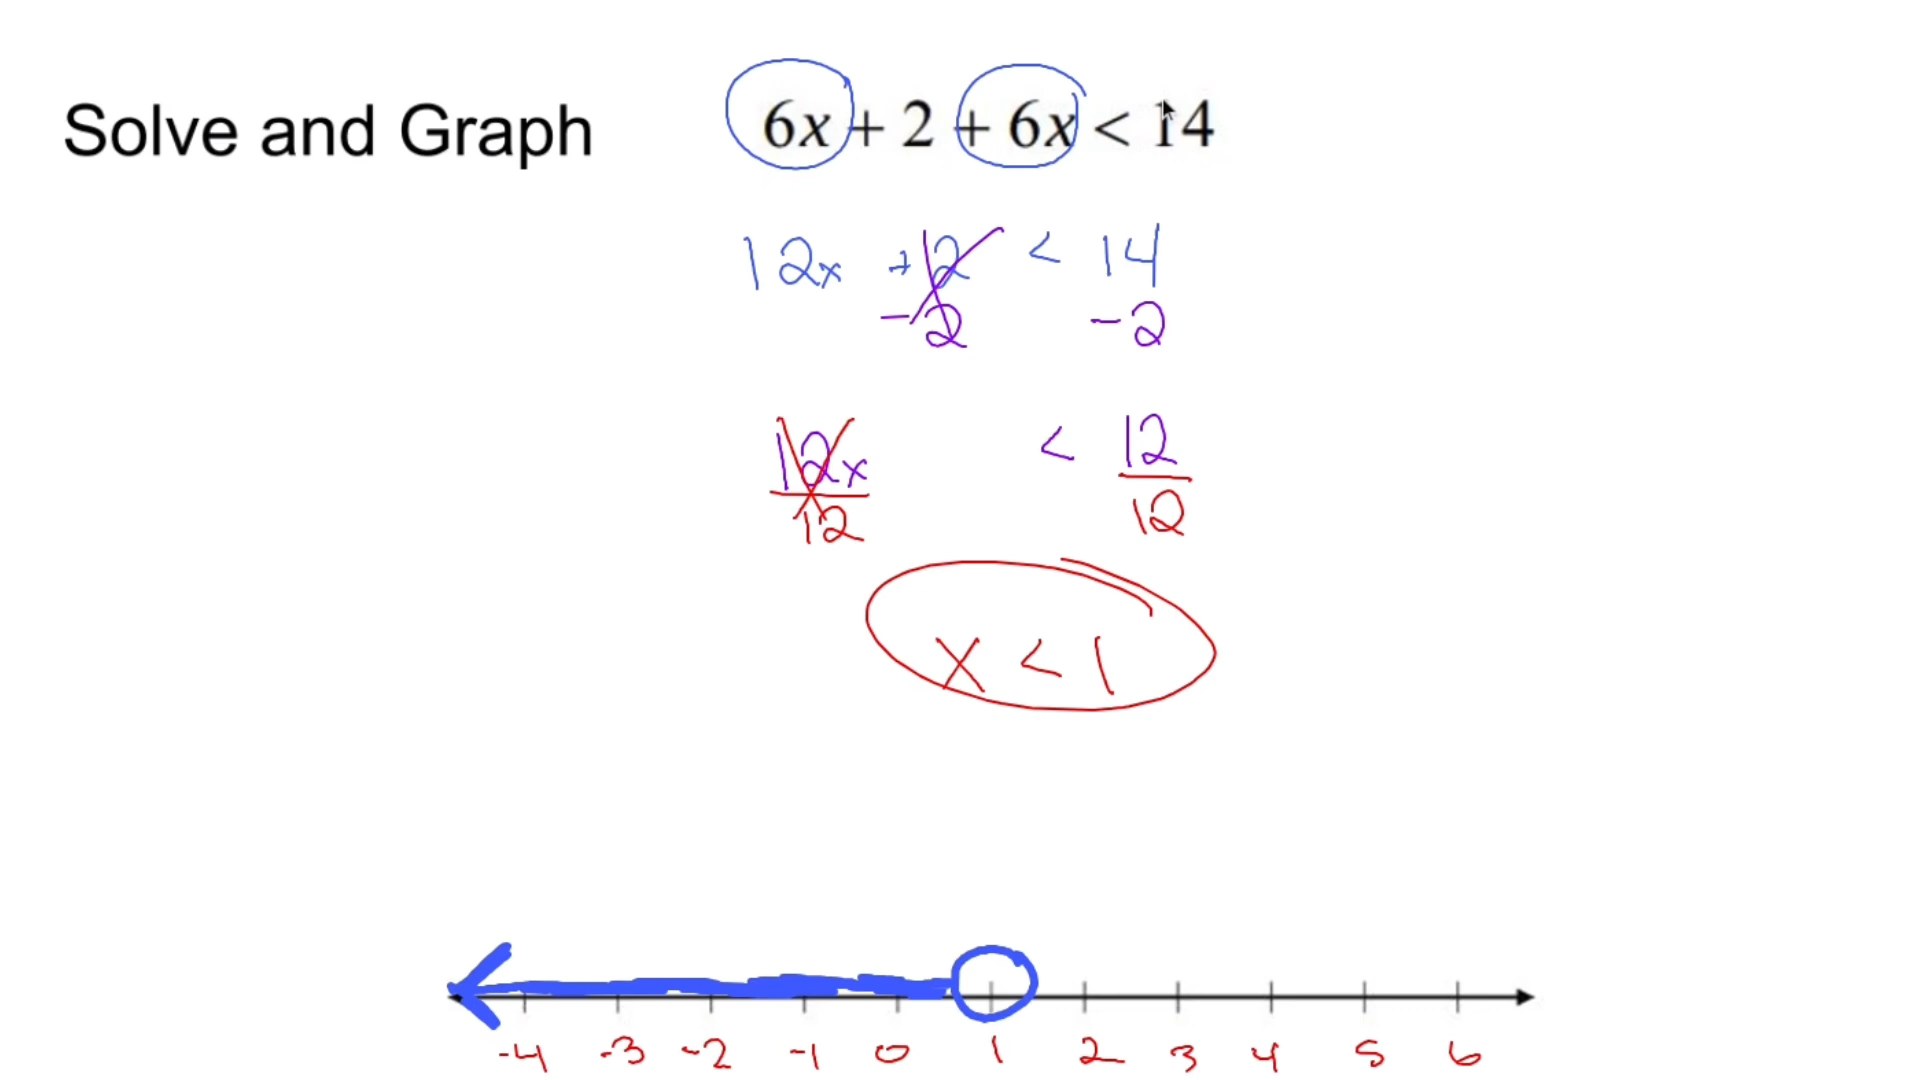 Solve and Graph
6x + 2 + 6x < 14
12x + 2 < 14
- 2 - 2
12x < 12
12 12
x < 1
-4 -3 -2 -1 0 1 2 3 4 5 6